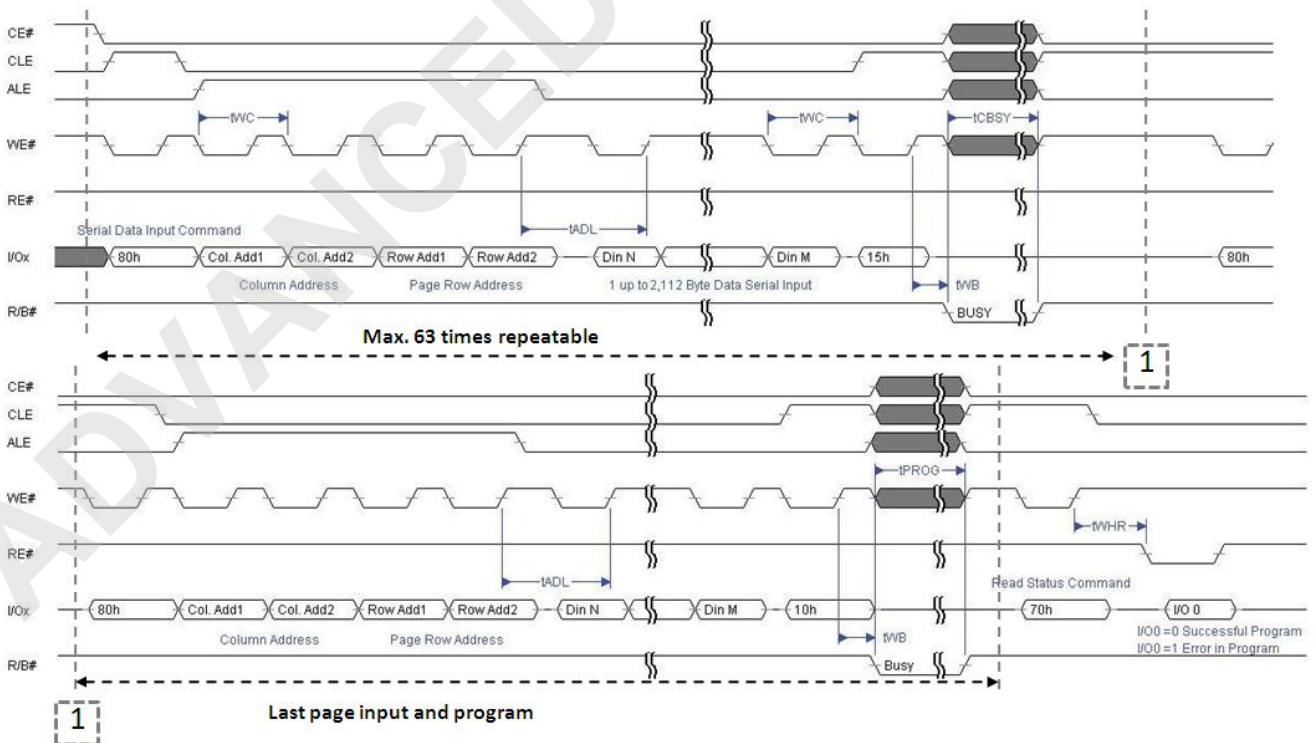 ADVANCED
CE#
CLE
ALE
tWC tWC tCBSY
WE#
RE#
tADL
Serial Data Input Command
I/Ox 80h Col. Add1 Col. Add2 Row Add1 Row Add2 Din N Din M 15h 80h
Column Address Page Row Address 1 up to 2,112 Byte Data Serial Input tWB
R/B# BUSY
Max. 63 times repeatable
1
CE#
CLE
ALE
tPROG
WE#
tWHR
RE#
tADL Read Status Command
I/Ox 80h Col. Add1 Col. Add2 Row Add1 Row Add2 Din N Din M 10h 70h I/O 0
Column Address Page Row Address tWB I/O0 =0 Successful Program
I/O0 =1 Error in Program
R/B# Busy
1
Last page input and program